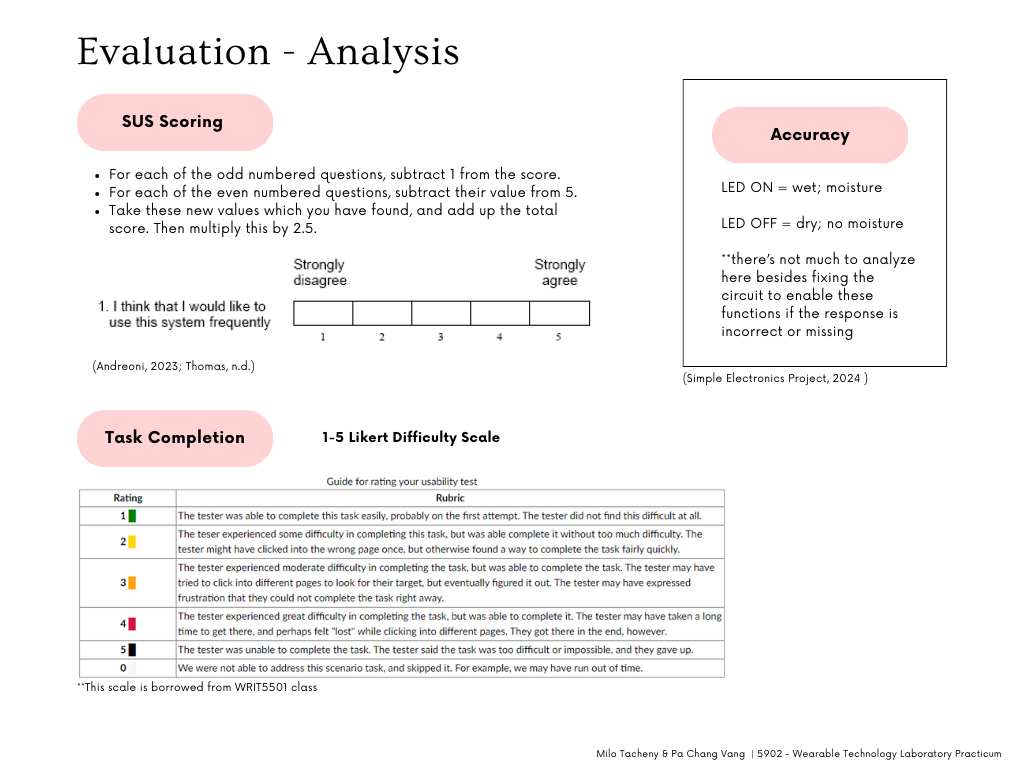 Evaluation - Analysis
SUS Scoring
• For each of the odd numbered questions, subtract 1 from the score.
• For each of the even numbered questions, subtract their value from 5.
• Take these new values which you have found, and add up the total
score. Then multiply this by 2.5.
Strongly
disagree
Strongly
agree
1. I think that I would like to
use this system frequently
1 2 3 4 5
(Andreoni, 2023; Thomas, n.d.)
Accuracy
LED ON = wet; moisture
LED OFF = dry; no moisture
**there's not much to analyze
here besides fixing the
circuit to enable these
functions if the response is
incorrect or missing
(Simple Electronics Project, 2024 )
Task Completion
1-5 Likert Difficulty Scale
Guide for rating your usability test
Rating Rubric
1 The tester was able to complete this task easily, probably on the first attempt. The tester did not find this difficult at all.
2 The teser experienced some difficulty in completing this task, but was able complete it without too much difficulty. The
tester might have clicked into the wrong page once, but otherwise found a way to complete the task fairly quickly.
3 The tester experienced moderate difficulty in completing the task, but was able to complete the task. The tester may have
tried to click into different pages to look for their target, but eventually figured it out. The tester may have expressed
frustration that they could not complete the task right away.
4 The tester experienced great difficulty in completing the task, but was able to complete it. The tester may have taken a long
time to get there, and perhaps felt "lost" while clicking into different pages. They got there in the end, however.
5 The tester was unable to complete the task. The tester said the task was too difficult or impossible, and they gave up.
0 We were not able to address this scenario task, and skipped it. For example, we may have run out of time.
**This scale is borrowed from WRIT5501 class
Milo Tacheny & Pa Chang Vang | 5902 - Wearable Technology Laboratory Practicum